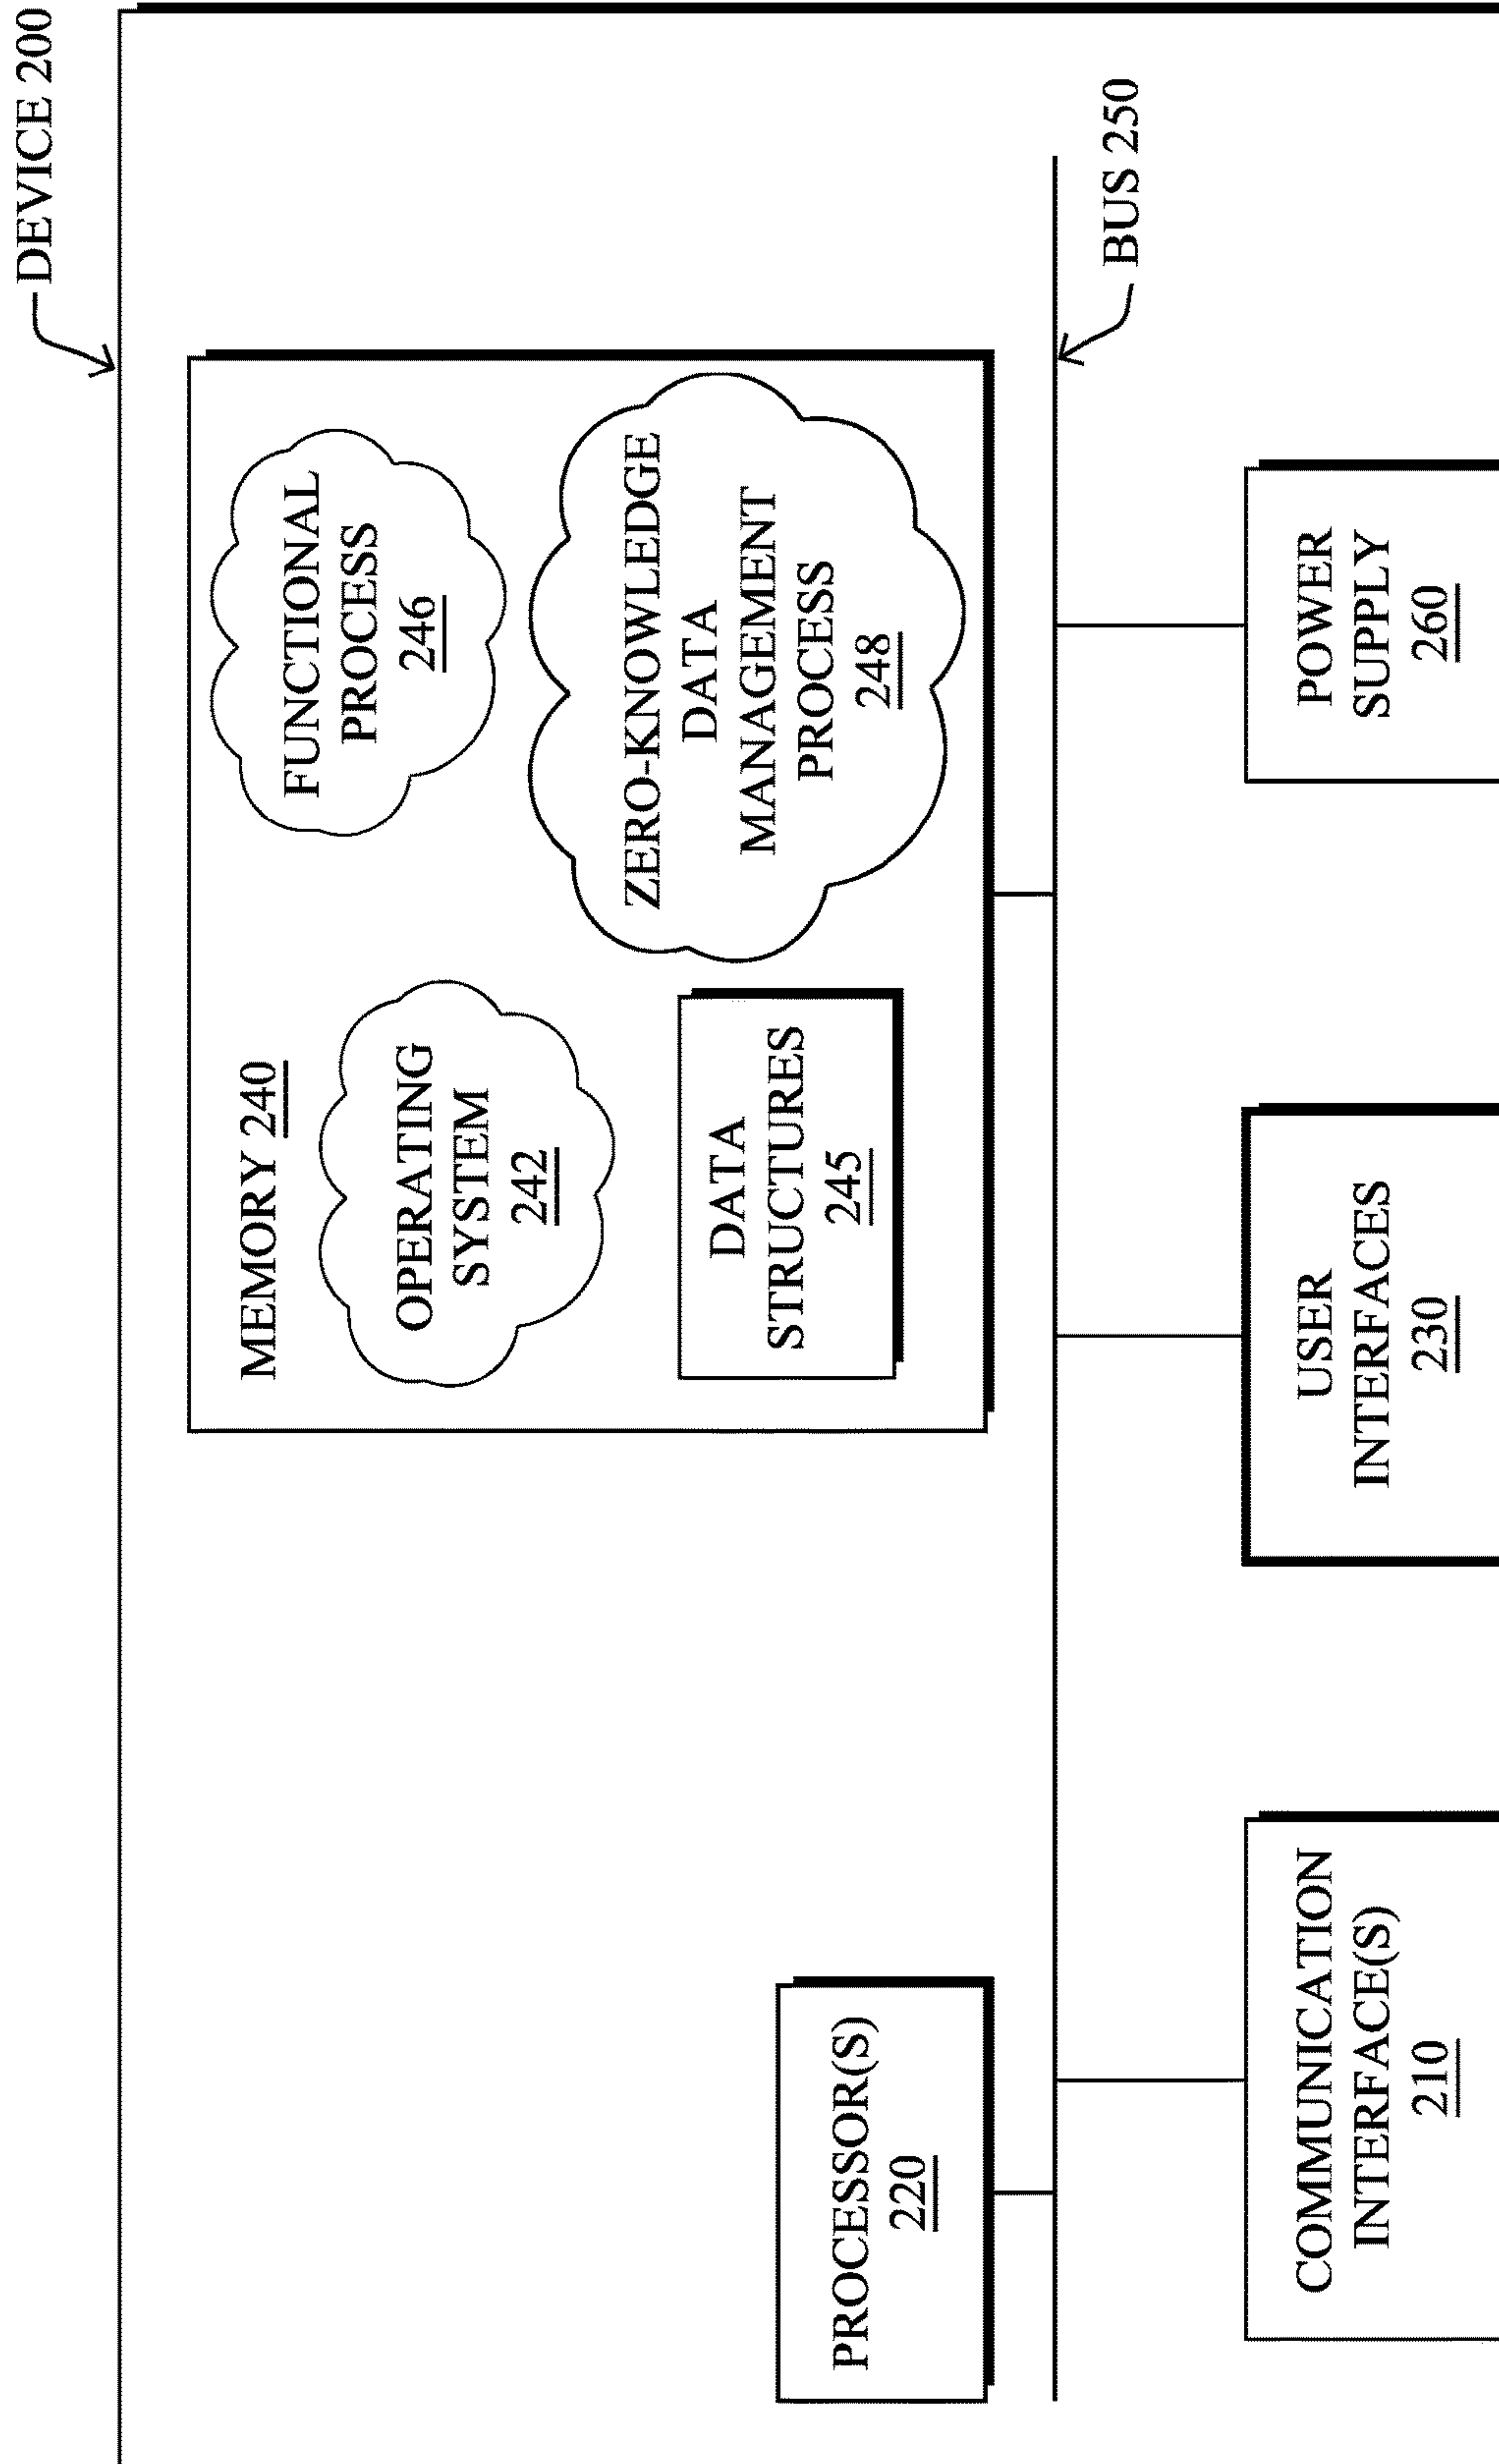 DEVICE 200
MEMORY 240
OPERATING
SYSTEM
242
FUNCTIONAL
PROCESS
246
DATA
STRUCTURES
245
ZERO-KNOWLEDGE
DATA
MANAGEMENT
PROCESS
248
PROCESSOR(S)
220
BUS 250
COMMUNICATION
INTERFACE(S)
210
USER
INTERFACES
230
POWER
SUPPLY
260